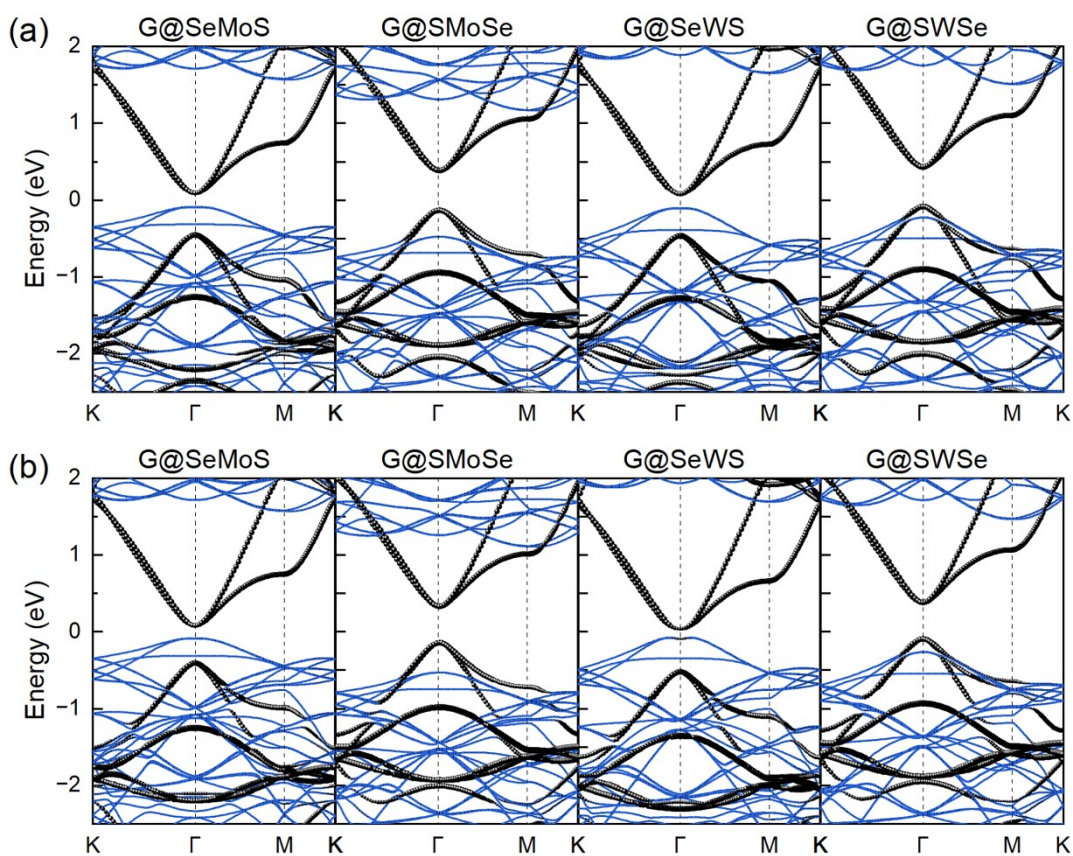 (a) G@SeMoS G@SMoSe G@SeWS G@SWSe
2
1
0
−1
−2
Energy (eV)
K Γ M K Γ M K Γ M K Γ M K
(b) G@SeMoS G@SMoSe G@SeWS G@SWSe
2
1
0
−1
−2
Energy (eV)
K Γ M K Γ M K Γ M K Γ M K